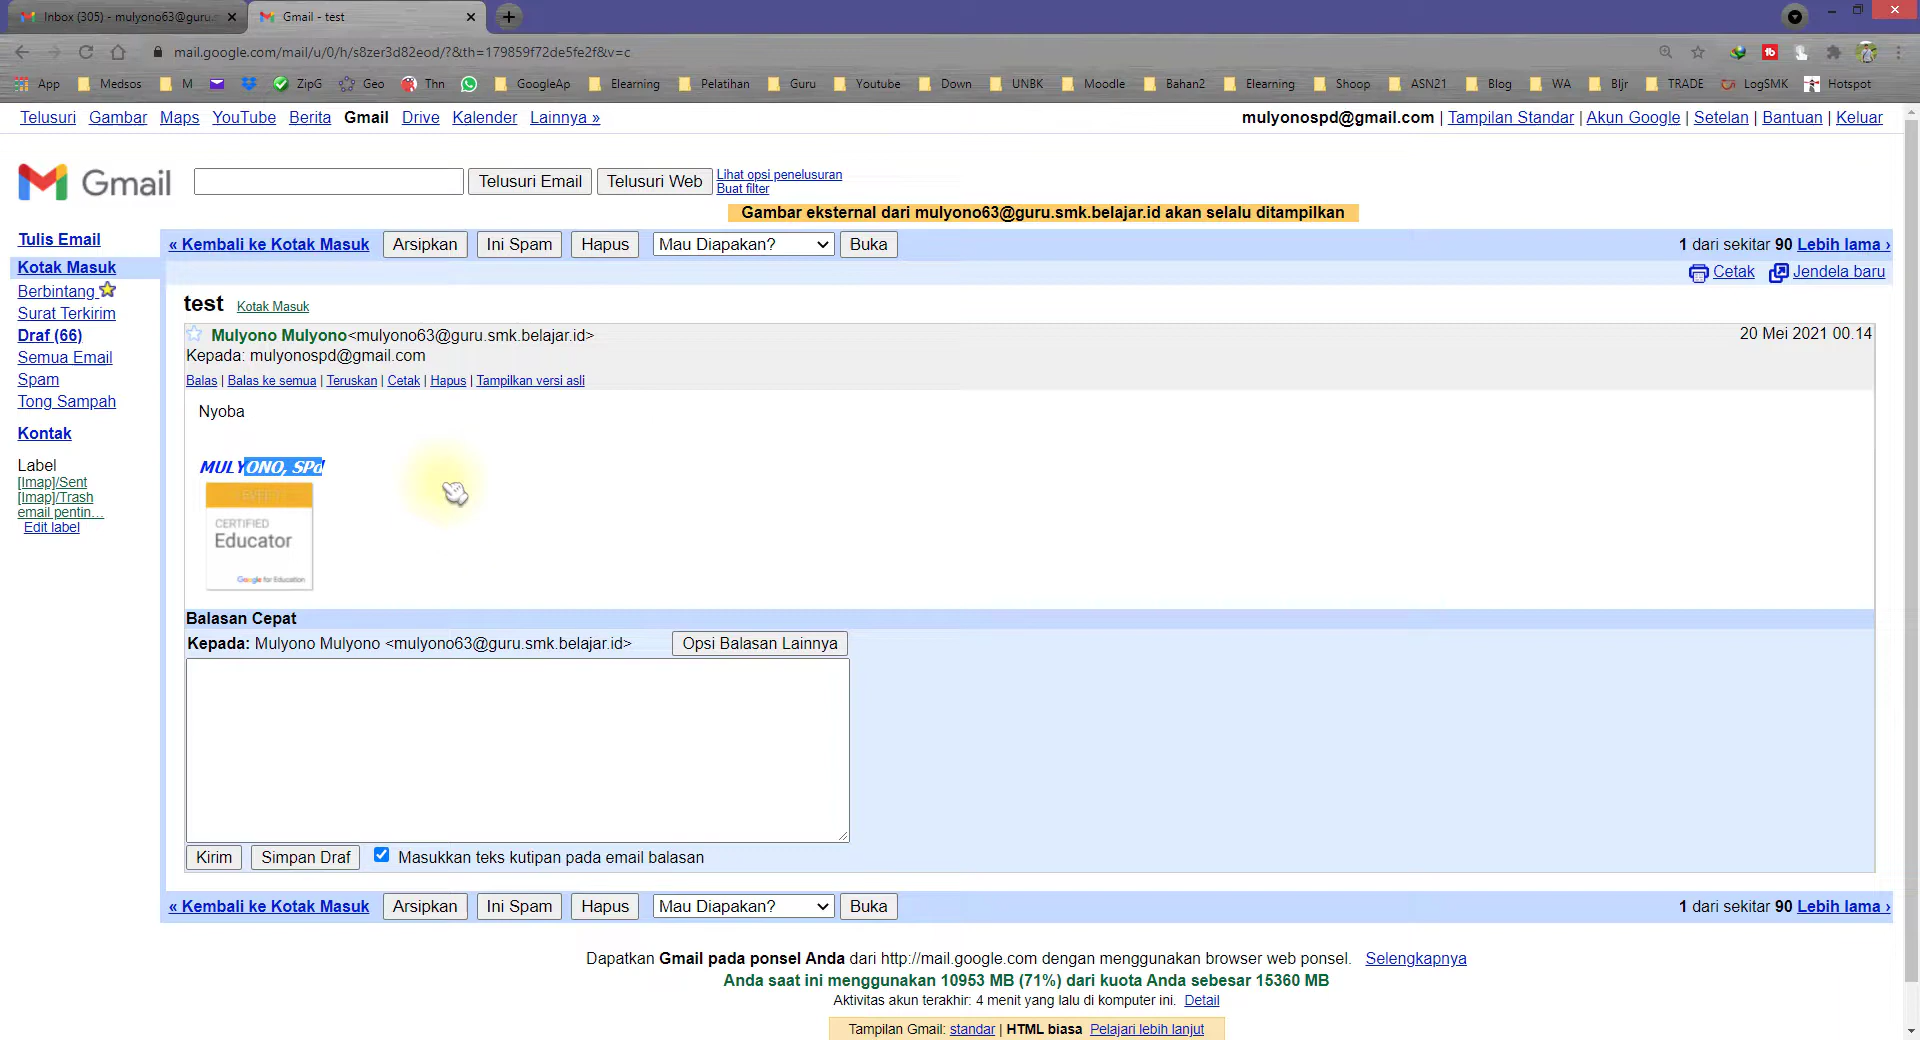 Inbox (305) - mulyono63@guru.s
Gmail - test
mail.google.com/mail/u/0/h/s8zer3d82eod/?&th=179859f72de5fe2f&v=c
App Medsos M ZipG Geo Thn GoogleAp Elearning Pelatihan Guru Youtube Down UNBK Moodle Bahan2 Elearning Shoop ASN21 Blog WA Bljr TRADE LogSMK Hotspot
Telusuri Gambar Maps YouTube Berita Gmail Drive Kalender Lainnya »
mulyonospd@gmail.com | Tampilan Standar | Akun Google | Setelan | Bantuan | Keluar
Gmail
Telusuri Email Telusuri Web
Lihat opsi penelusuran
Buat filter
Gambar eksternal dari mulyono63@guru.smk.belajar.id akan selalu ditampilkan
Tulis Email
Kotak Masuk
Berbintang
Surat Terkirim
Draf (66)
Semua Email
Spam
Tong Sampah
Kontak
Label
[Imap]/Sent
[Imap]/Trash
email pentin...
Edit label
« Kembali ke Kotak Masuk Arsipkan Ini Spam Hapus Mau Diapakan? Buka
1 dari sekitar 90 Lebih lama ›
Cetak Jendela baru
test Kotak Masuk
Mulyono Mulyono<mulyono63@guru.smk.belajar.id>
20 Mei 2021 00.14
Kepada: mulyonospd@gmail.com
Balas | Balas ke semua | Teruskan | Cetak | Hapus | Tampilkan versi asli
Nyoba
MULYONO, SPd
CERTIFIED
Educator
Google for Education
Balasan Cepat
Kepada: Mulyono Mulyono <mulyono63@guru.smk.belajar.id> Opsi Balasan Lainnya
Kirim Simpan Draf Masukkan teks kutipan pada email balasan
« Kembali ke Kotak Masuk Arsipkan Ini Spam Hapus Mau Diapakan? Buka
1 dari sekitar 90 Lebih lama ›
Dapatkan Gmail pada ponsel Anda dari http://mail.google.com dengan menggunakan browser web ponsel. Selengkapnya
Anda saat ini menggunakan 10953 MB (71%) dari kuota Anda sebesar 15360 MB
Aktivitas akun terakhir: 4 menit yang lalu di komputer ini. Detail
Tampilan Gmail: standar | HTML biasa Pelajari lebih lanjut